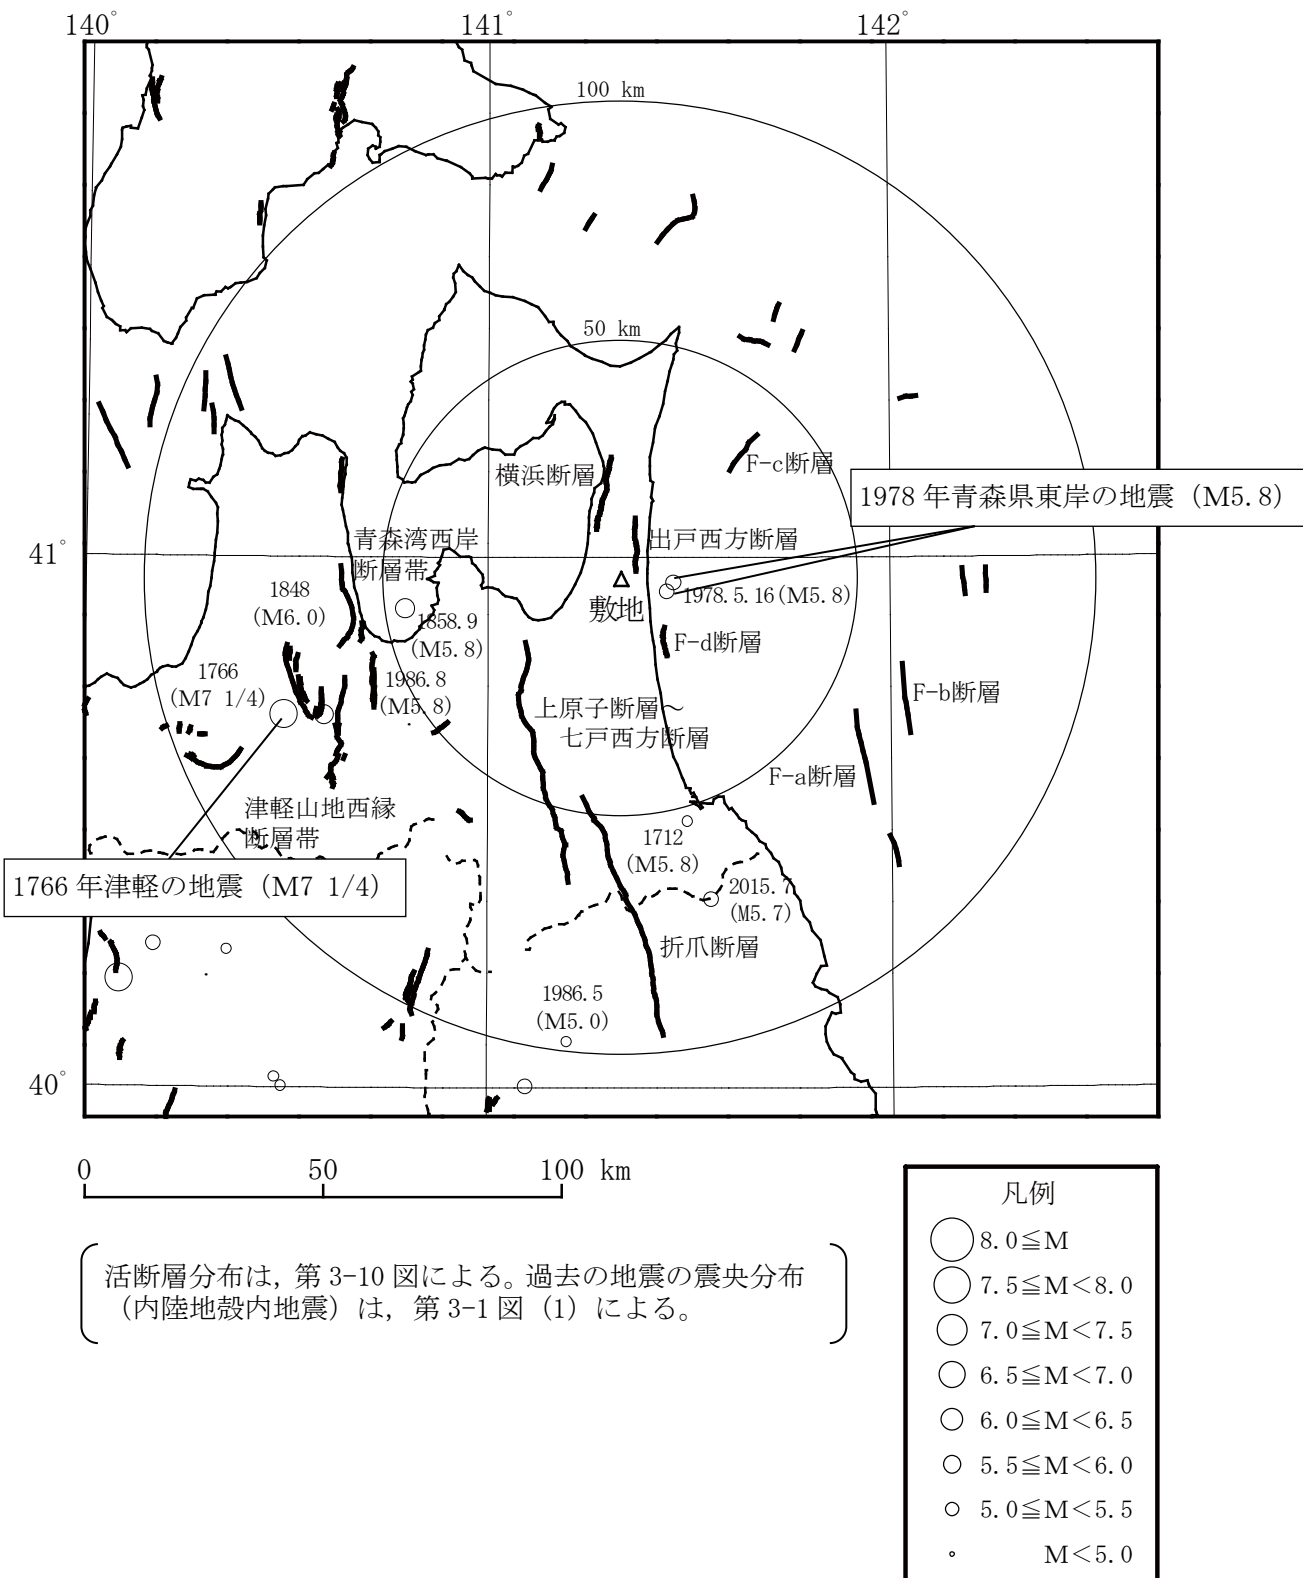 140° 141° 142°
100 km
50 km
横浜断層
F-c断層
1978 年青森県東岸の地震（M5.8）
41°
青森湾西岸
断層帯
出戸西方断層
1848
(M6.0)
1858.9
(M5.8)
敷地
1978.5.16(M5.8)
F-d断層
1766
(M7 1/4)
1986.8
(M5.8)
F-b断層
上原子断層～
七戸西方断層
F-a断層
津軽山地西縁
断層帯
1712
(M5.8)
1766 年津軽の地震（M7 1/4）
2015.7
(M5.7)
折爪断層
1986.5
(M5.0)
40°
0 50 100 km
活断層分布は，第 3-10 図による。過去の地震の震央分布
（内陸地殻内地震）は，第 3-1 図（1）による。
凡例
8.0≦M
7.5≦M＜8.0
7.0≦M＜7.5
6.5≦M＜7.0
6.0≦M＜6.5
5.5≦M＜6.0
5.0≦M＜5.5
M＜5.0